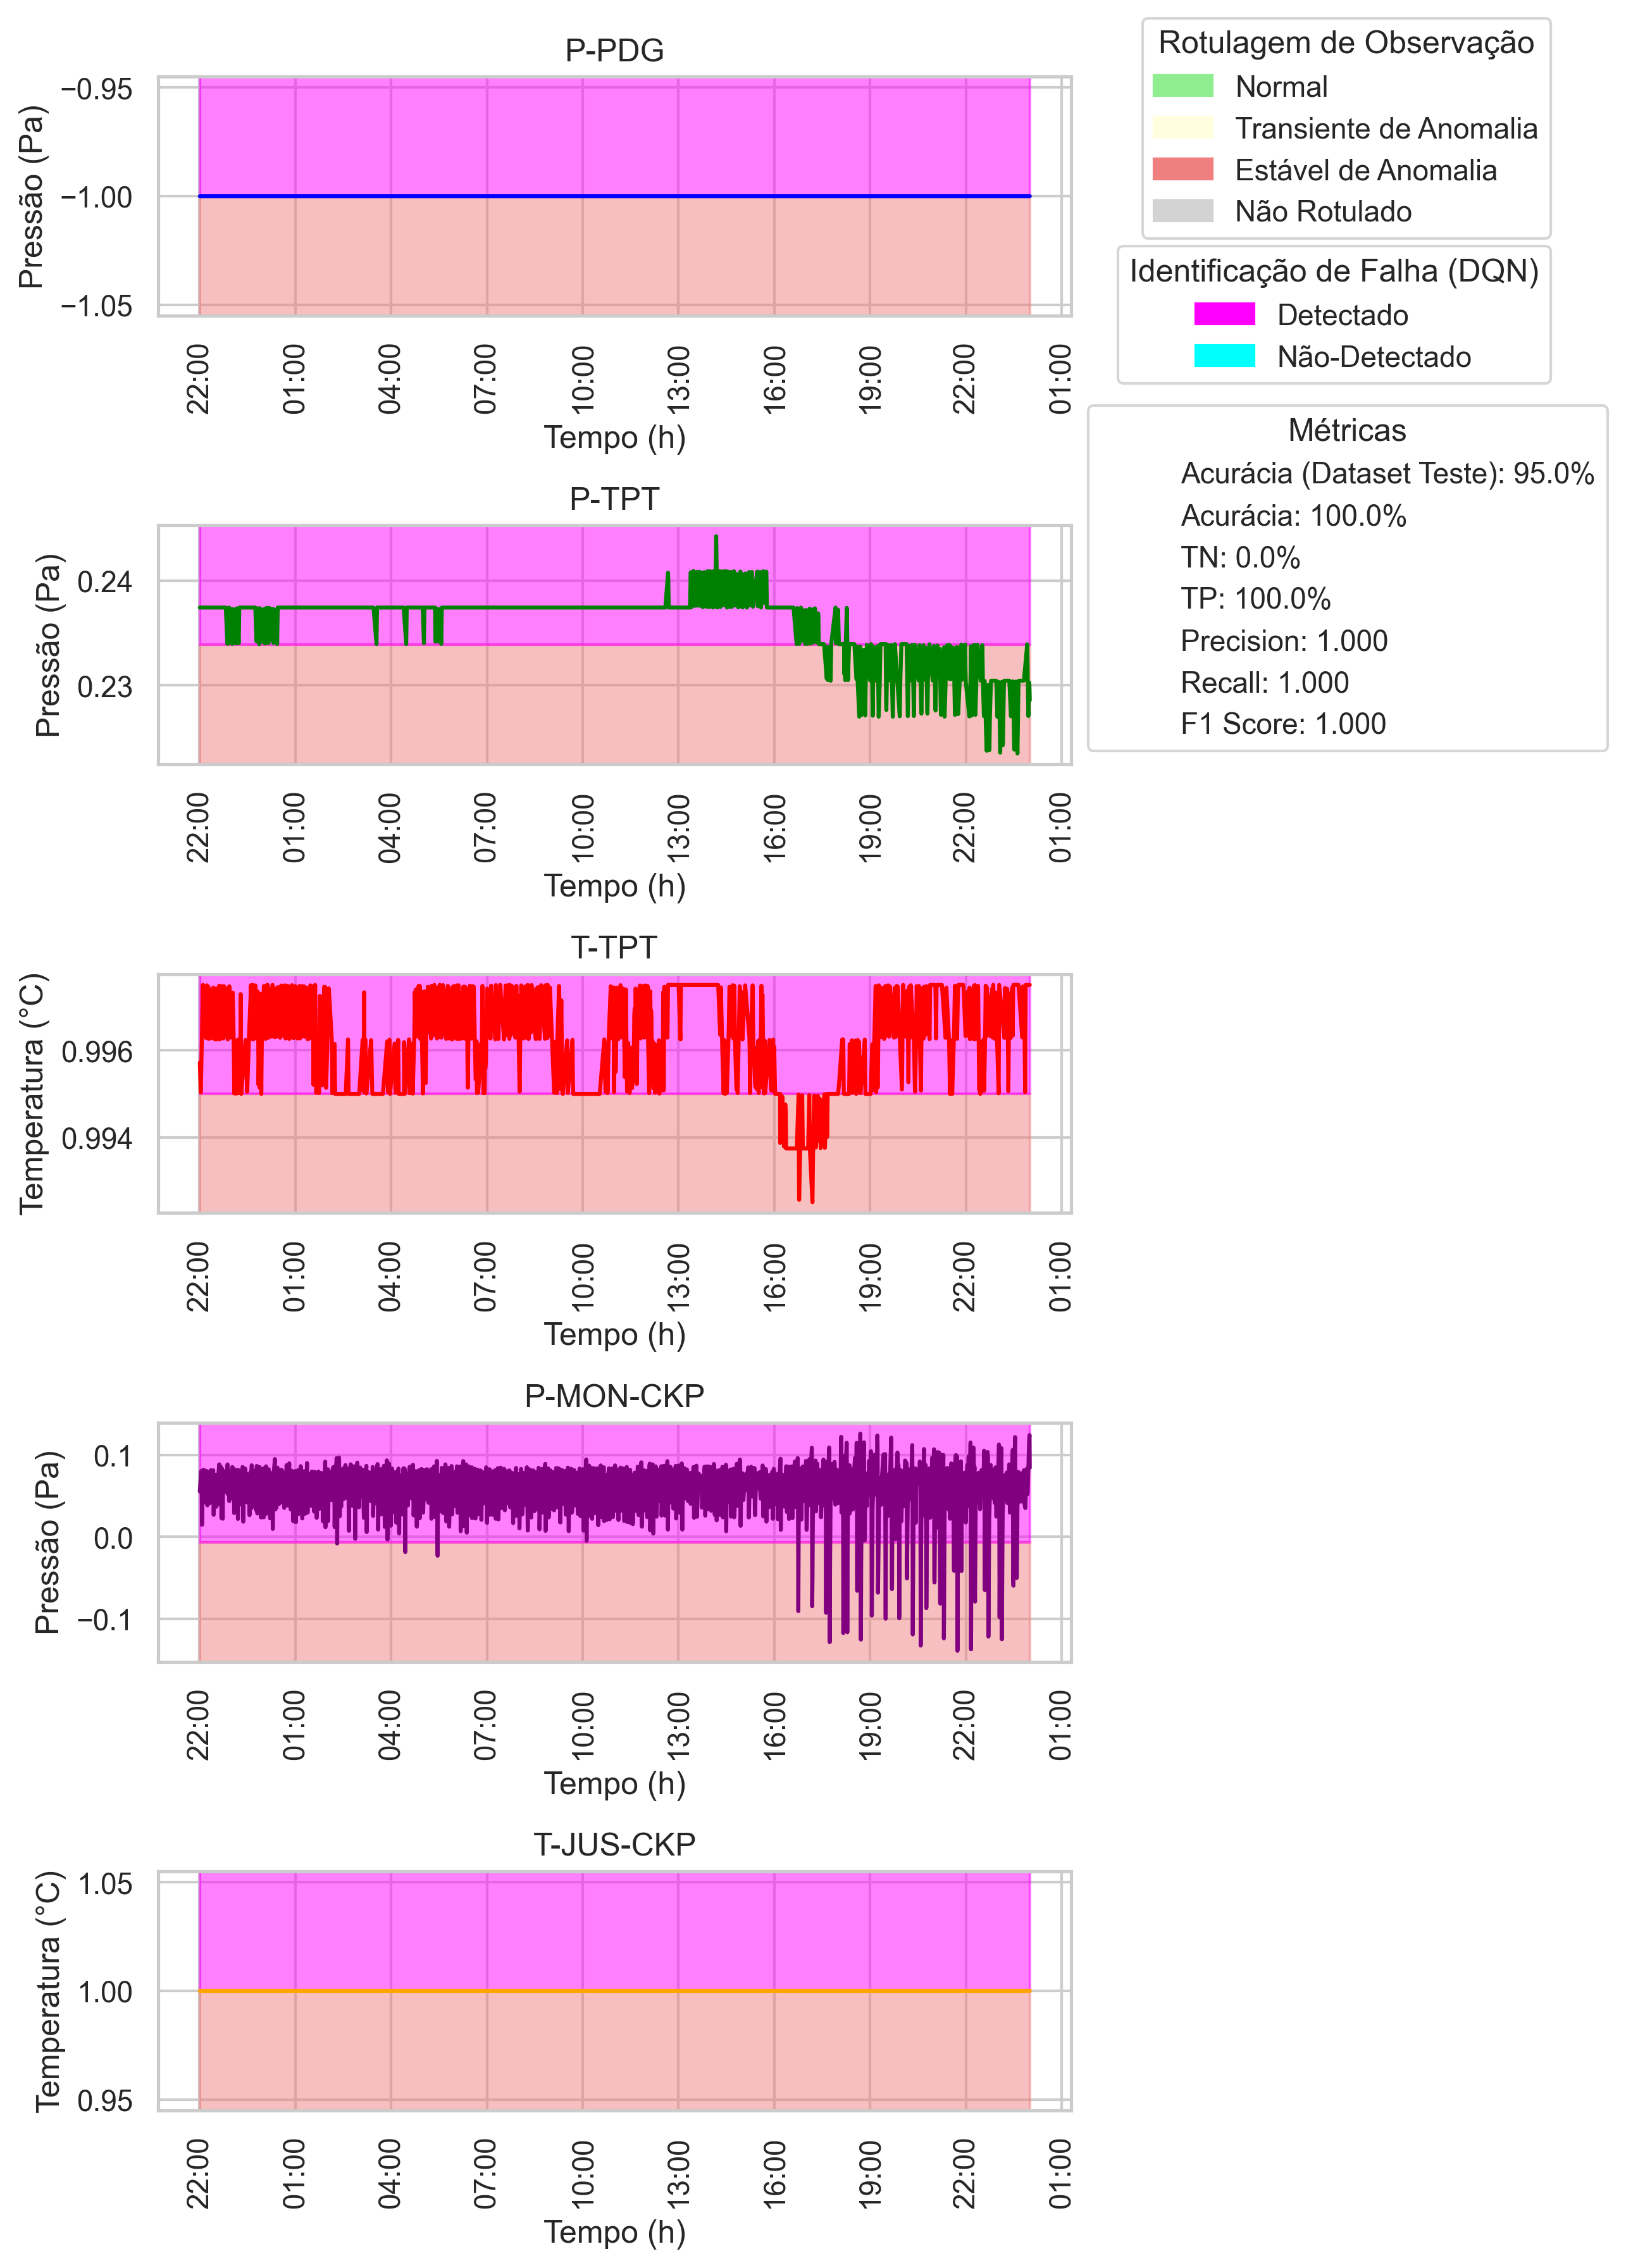 P-PDG
Pressão (Pa)
−0.95
−1.00
−1.05
22:00 01:00 04:00 07:00 10:00 13:00 16:00 19:00 22:00 01:00
Tempo (h)
Rotulagem de Observação
Normal
Transiente de Anomalia
Estável de Anomalia
Não Rotulado
Identificação de Falha (DQN)
Detectado
Não-Detectado
Métricas
Acurácia (Dataset Teste): 95.0%
Acurácia: 100.0%
TN: 0.0%
TP: 100.0%
Precision: 1.000
Recall: 1.000
F1 Score: 1.000
P-TPT
Pressão (Pa)
0.24
0.23
22:00 01:00 04:00 07:00 10:00 13:00 16:00 19:00 22:00 01:00
Tempo (h)
T-TPT
Temperatura (°C)
0.996
0.994
22:00 01:00 04:00 07:00 10:00 13:00 16:00 19:00 22:00 01:00
Tempo (h)
P-MON-CKP
Pressão (Pa)
0.1
0.0
−0.1
22:00 01:00 04:00 07:00 10:00 13:00 16:00 19:00 22:00 01:00
Tempo (h)
T-JUS-CKP
Temperatura (°C)
1.05
1.00
0.95
22:00 01:00 04:00 07:00 10:00 13:00 16:00 19:00 22:00 01:00
Tempo (h)